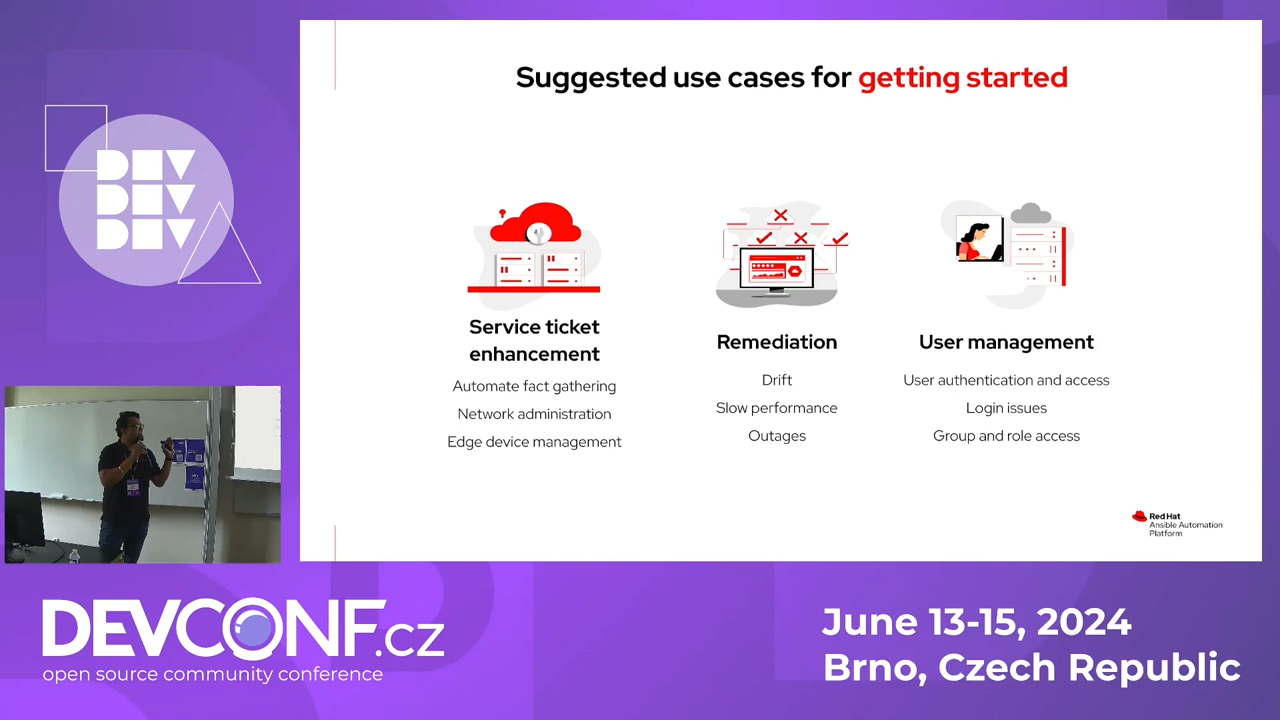 Suggested use cases for getting started
Service ticket
enhancement
Automate fact gathering
Network administration
Edge device management
Remediation
Drift
Slow performance
Outages
User management
User authentication and access
Login issues
Group and role access
Red Hat
Ansible Automation
Platform
DEV
DEV
DEV
DEVCONF.cz
open source community conference
June 13-15, 2024
Brno, Czech Republic